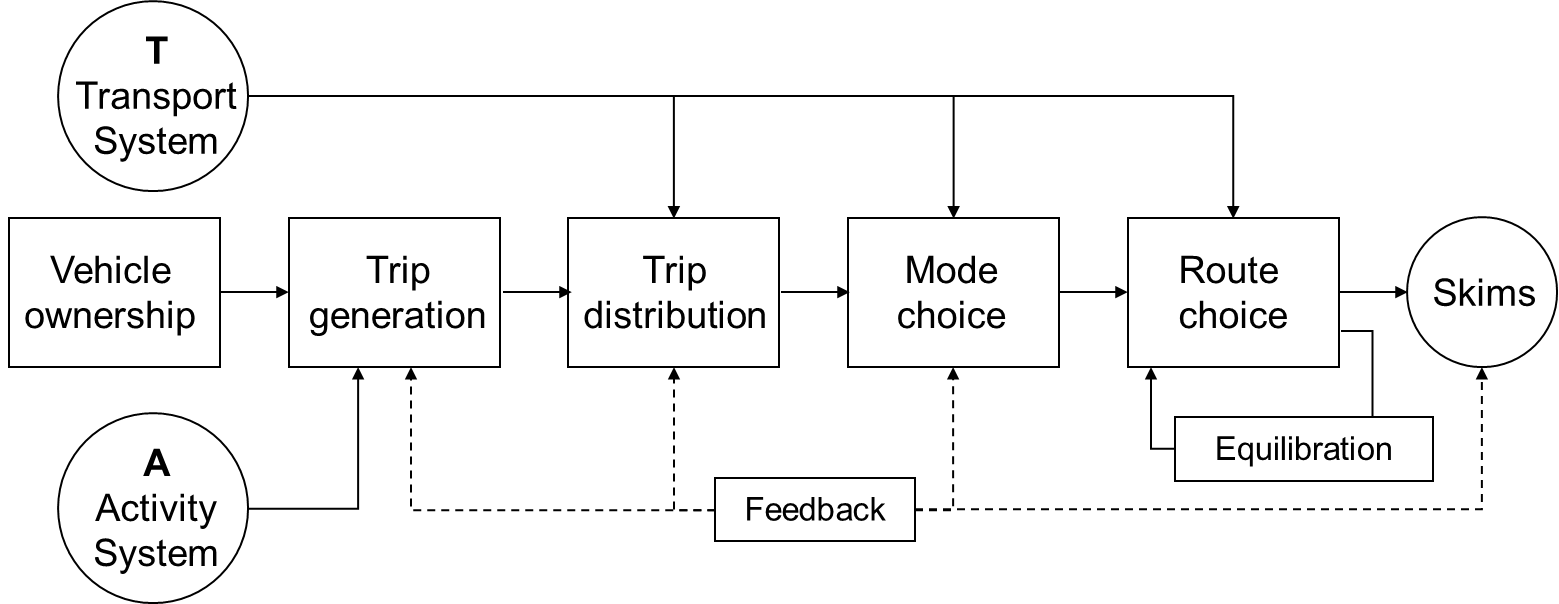 T
Transport
System
Vehicle
ownership
Trip
generation
Trip
distribution
Mode
choice
Route
choice
Skims
A
Activity
System
Feedback
Equilibration